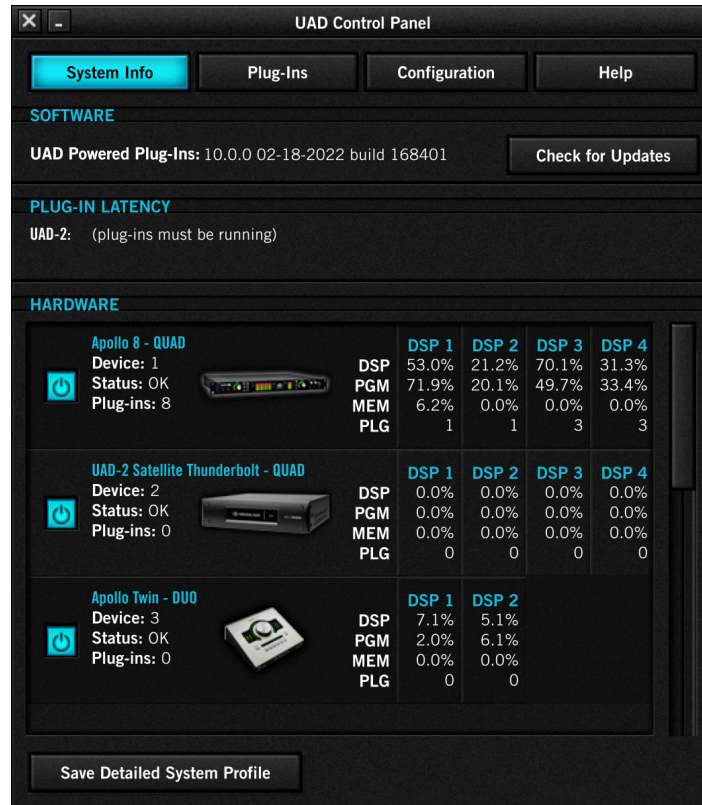 UAD Control Panel
System Info Plug-Ins Configuration Help
SOFTWARE
UAD Powered Plug-Ins: 10.0.0 02-18-2022 build 168401 Check for Updates
PLUG-IN LATENCY
UAD-2: (plug-ins must be running)
HARDWARE
Apollo 8 - QUAD
Device: 1
Status: OK
Plug-ins: 8
DSP 1 DSP 2 DSP 3 DSP 4
DSP 53.0% 21.2% 70.1% 31.3%
PGM 71.9% 20.1% 49.7% 33.4%
MEM 6.2% 0.0% 0.0% 0.0%
PLG 1 1 3 3
UAD-2 Satellite Thunderbolt - QUAD
Device: 2
Status: OK
Plug-ins: 0
DSP 1 DSP 2 DSP 3 DSP 4
DSP 0.0% 0.0% 0.0% 0.0%
PGM 0.0% 0.0% 0.0% 0.0%
MEM 0.0% 0.0% 0.0% 0.0%
PLG 0 0 0 0
Apollo Twin - DUO
Device: 3
Status: OK
Plug-ins: 0
DSP 1 DSP 2
DSP 7.1% 5.1%
PGM 2.0% 6.1%
MEM 0.0% 0.0%
PLG 0 0
Save Detailed System Profile